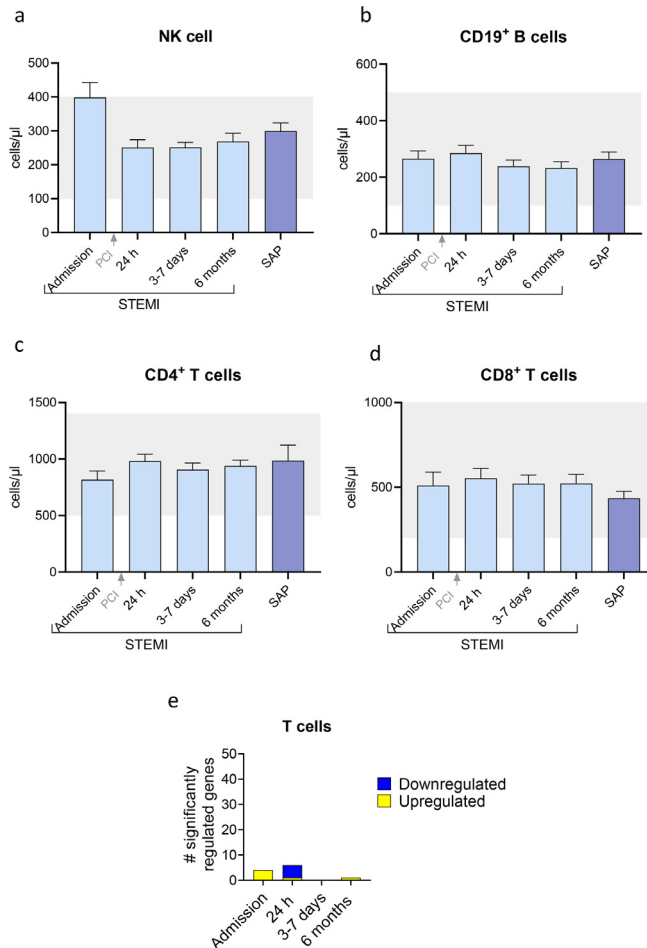 a
NK cell
cells/µl
500
400
300
200
100
0
Admission
PCI
24 h
3-7 days
6 months
SAP
STEMI
b
CD19⁺ B cells
cells/µl
600
400
200
0
Admission
PCI
24 h
3-7 days
6 months
SAP
STEMI
c
CD4⁺ T cells
cells/µl
1500
1000
500
0
Admission
PCI
24 h
3-7 days
6 months
SAP
STEMI
d
CD8⁺ T cells
cells/µl
1000
500
0
Admission
PCI
24 h
3-7 days
6 months
SAP
STEMI
e
T cells
# significantly
regulated genes
50
40
30
20
10
0
Admission
24 h
3-7 days
6 months
Downregulated
Upregulated